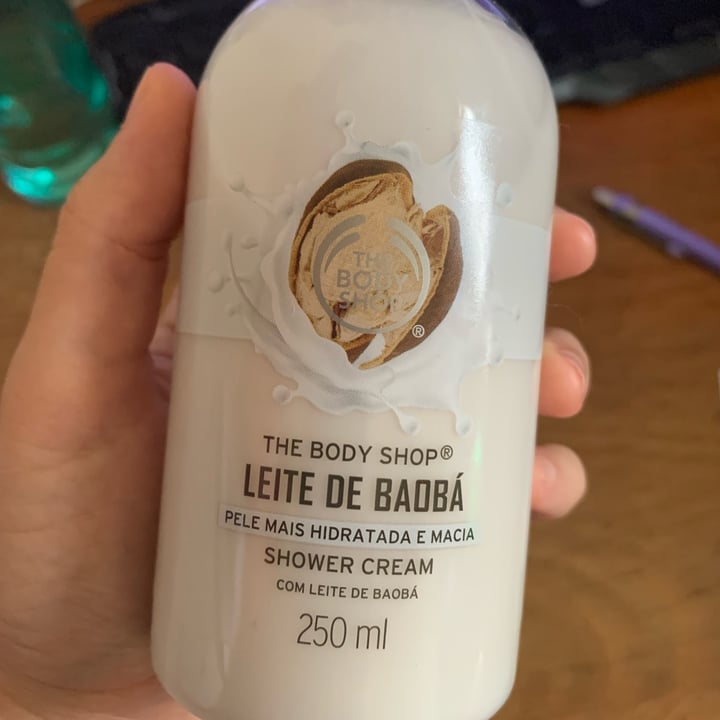 THE
BODY
SHOP
®
THE BODY SHOP®
LEITE DE BAOBÁ
PELE MAIS HIDRATADA E MACIA
SHOWER CREAM
COM LEITE DE BAOBÁ
250 ml